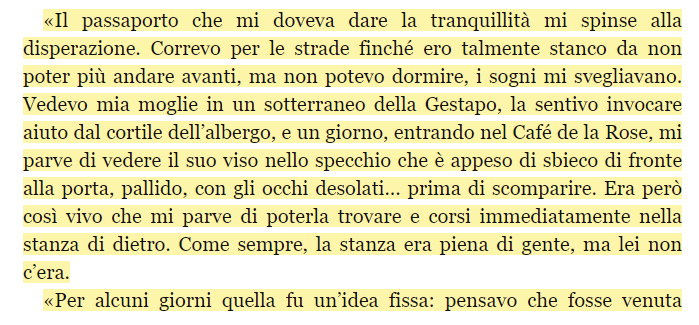 «Il passaporto che mi doveva dare la tranquillità mi spinse alla
disperazione. Correvo per le strade finché ero talmente stanco da non
poter più andare avanti, ma non potevo dormire, i sogni mi svegliavano.
Vedevo mia moglie in un sotterraneo della Gestapo, la sentivo invocare
aiuto dal cortile dell’albergo, e un giorno, entrando nel Café de la Rose, mi
parve di vedere il suo viso nello specchio che è appeso di sbieco di fronte
alla porta, pallido, con gli occhi desolati... prima di scomparire. Era però
così vivo che mi parve di poterla trovare e corsi immediatamente nella
stanza di dietro. Come sempre, la stanza era piena di gente, ma lei non
c’era.
«Per alcuni giorni quella fu un’idea fissa: pensavo che fosse venuta